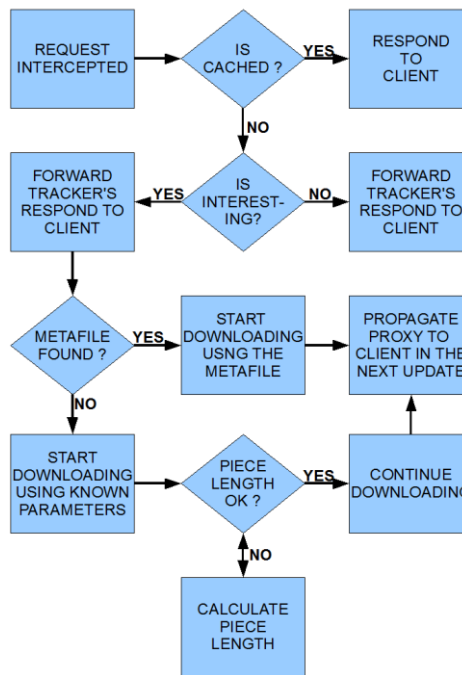 REQUEST
INTERCEPTED
IS
CACHED ?
YES
RESPOND
TO
CLIENT
NO
FORWARD
TRACKER'S
RESPOND TO
CLIENT
YES
IS
INTEREST-
ING?
NO
FORWARD
TRACKER'S
RESPOND TO
CLIENT
METAFILE
FOUND ?
YES
START
DOWNLOADING
USNG THE
METAFILE
PROPAGATE
PROXY TO
CLIENT IN THE
NEXT UPDATE
NO
START
DOWNLOADING
USING KNOWN
PARAMETERS
PIECE
LENGTH
OK ?
YES
CONTINUE
DOWNLOADING
NO
CALCULATE
PIECE
LENGTH